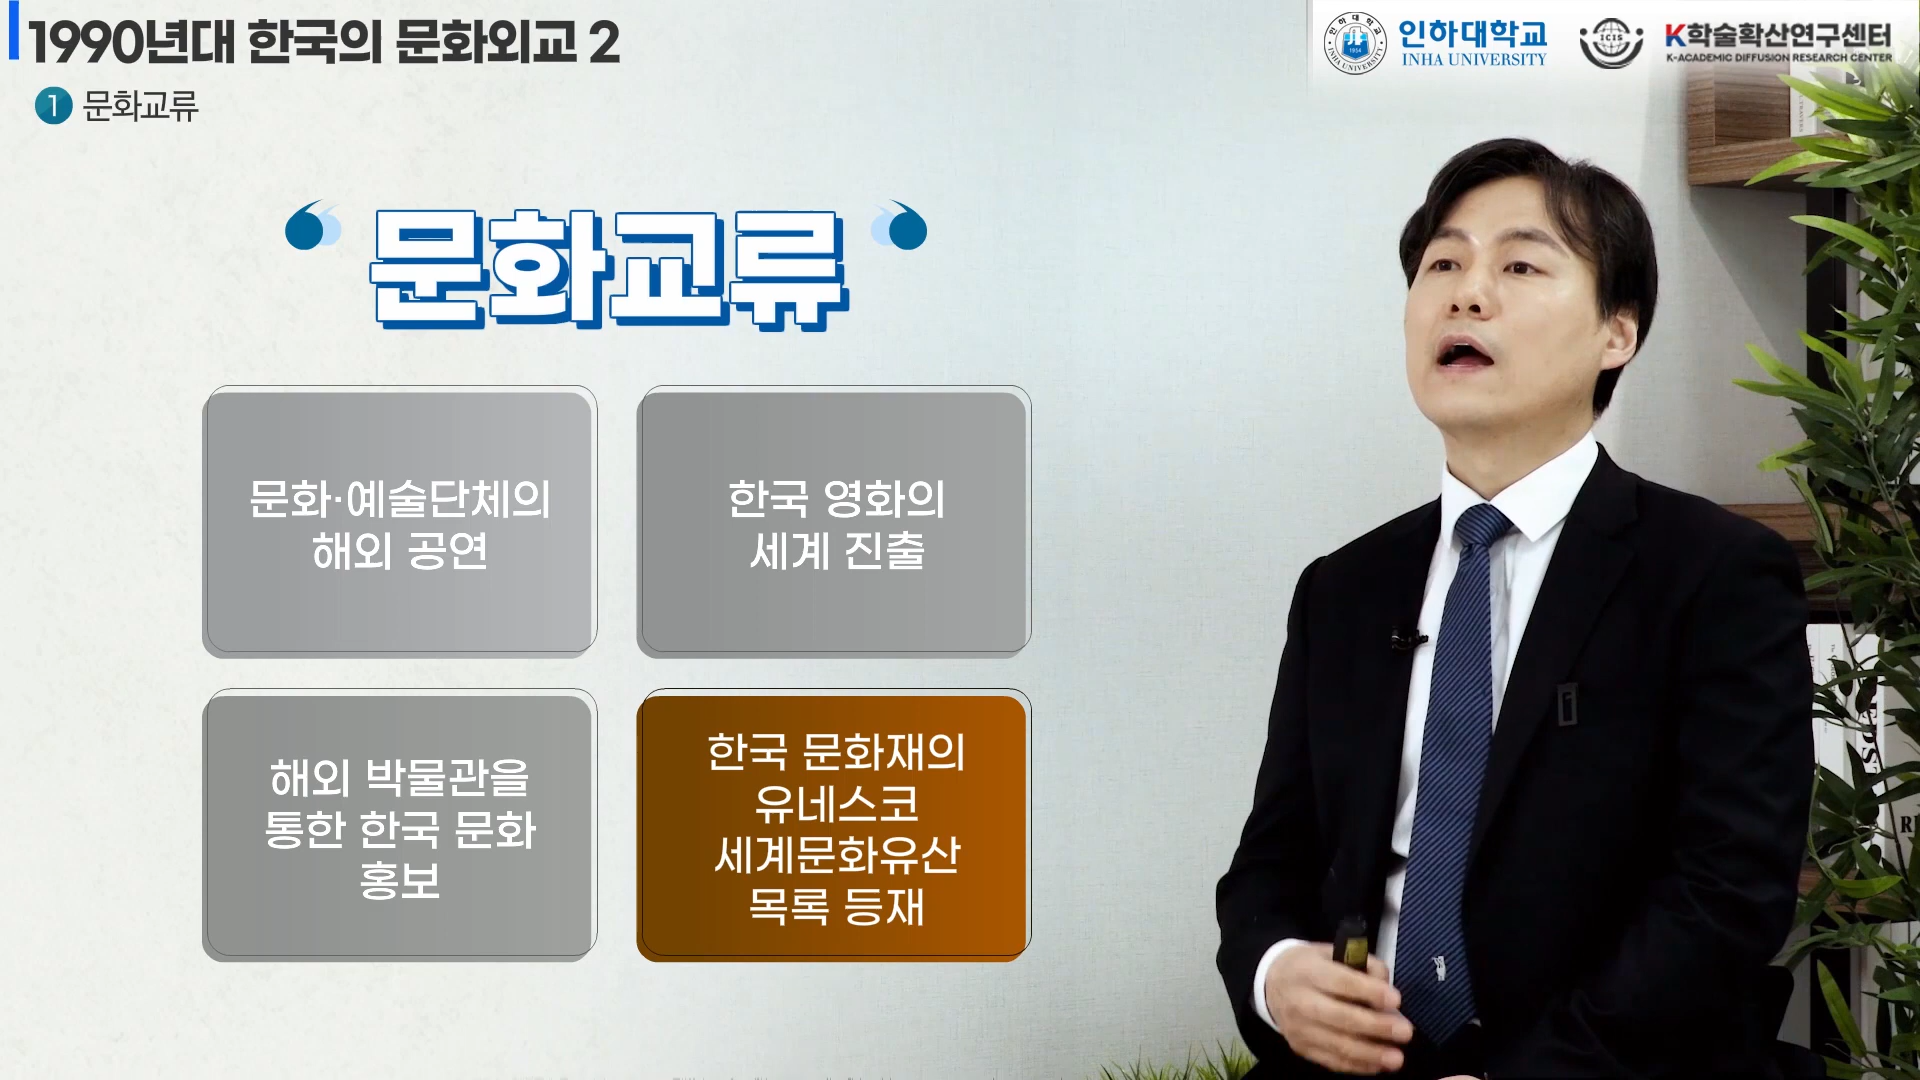 1990년대 한국의 문화외교 2
1 문화교류
인하대학교
INHA UNIVERSITY
ICIS
K학술확산연구센터
K-ACADEMIC DIFFUSION RESEARCH CENTER
‘문화교류’
문화·예술단체의
해외 공연
한국 영화의
세계 진출
해외 박물관을
통한 한국 문화
홍보
한국 문화재의
유네스코
세계문화유산
목록 등재